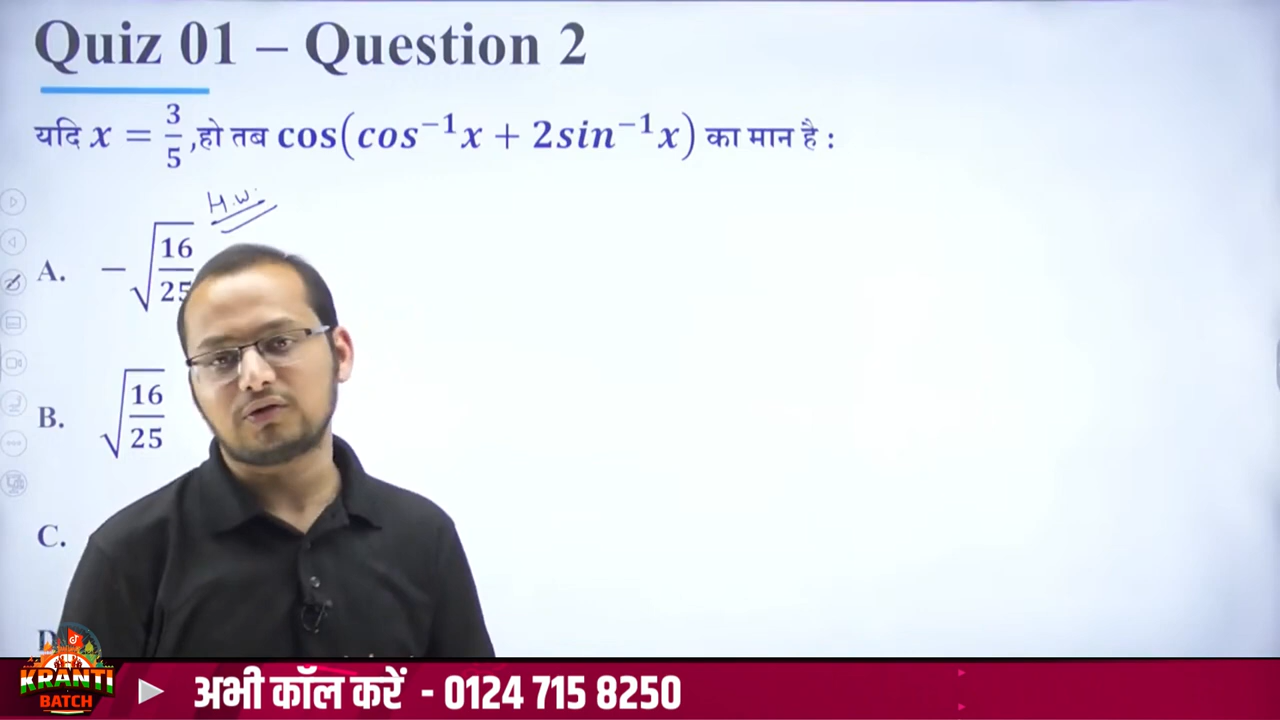 Quiz 01 – Question 2
यदि x = 3/5 ,हो तब cos(cos⁻¹x + 2sin⁻¹x) का मान है :
H.W.
A. −√(16/25)
B. √(16/25)
C.
D
KRANTI
BATCH
अभी कॉल करें - 0124 715 8250